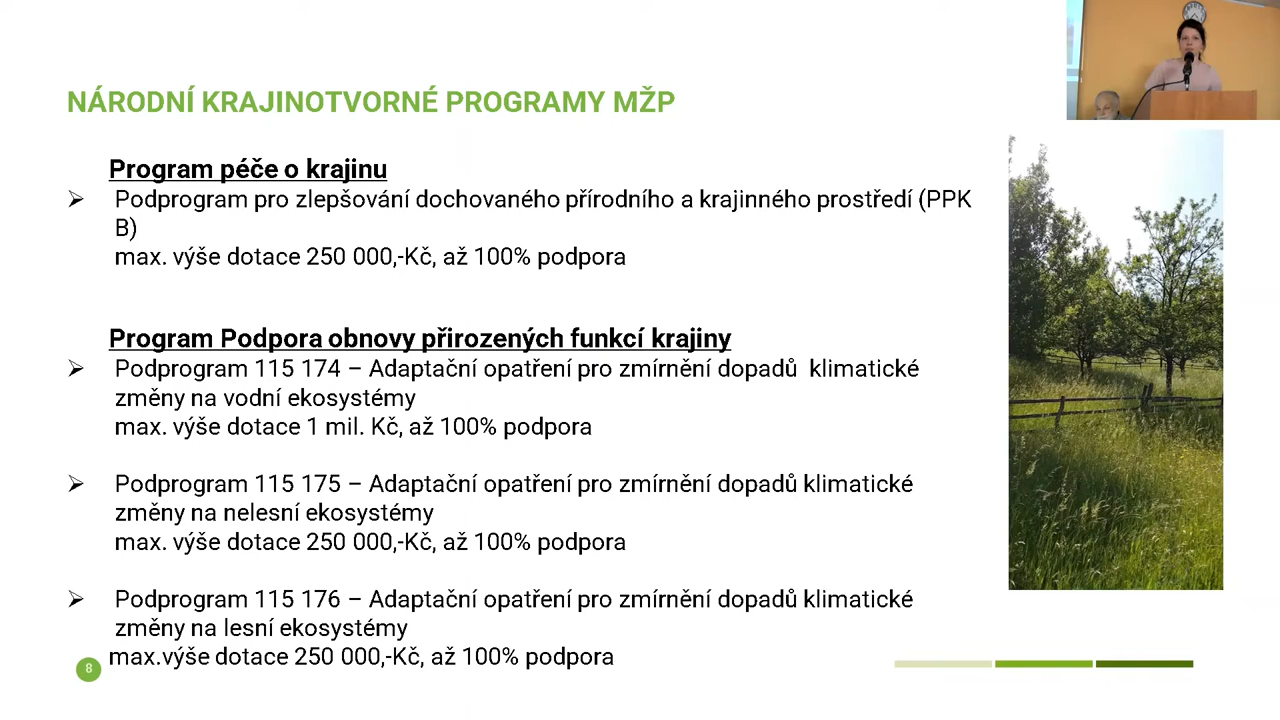 NÁRODNÍ KRAJINOTVORNÉ PROGRAMY MŽP
Program péče o krajinu
Podprogram pro zlepšování dochovaného přírodního a krajinného prostředí (PPK
B)
max. výše dotace 250 000,-Kč, až 100% podpora
Program Podpora obnovy přirozených funkcí krajiny
Podprogram 115 174 – Adaptační opatření pro zmírnění dopadů  klimatické
změny na vodní ekosystémy
max. výše dotace 1 mil. Kč, až 100% podpora
Podprogram 115 175 – Adaptační opatření pro zmírnění dopadů klimatické
změny na nelesní ekosystémy
max. výše dotace 250 000,-Kč, až 100% podpora
Podprogram 115 176 – Adaptační opatření pro zmírnění dopadů klimatické
změny na lesní ekosystémy
max.výše dotace 250 000,-Kč, až 100% podpora
8